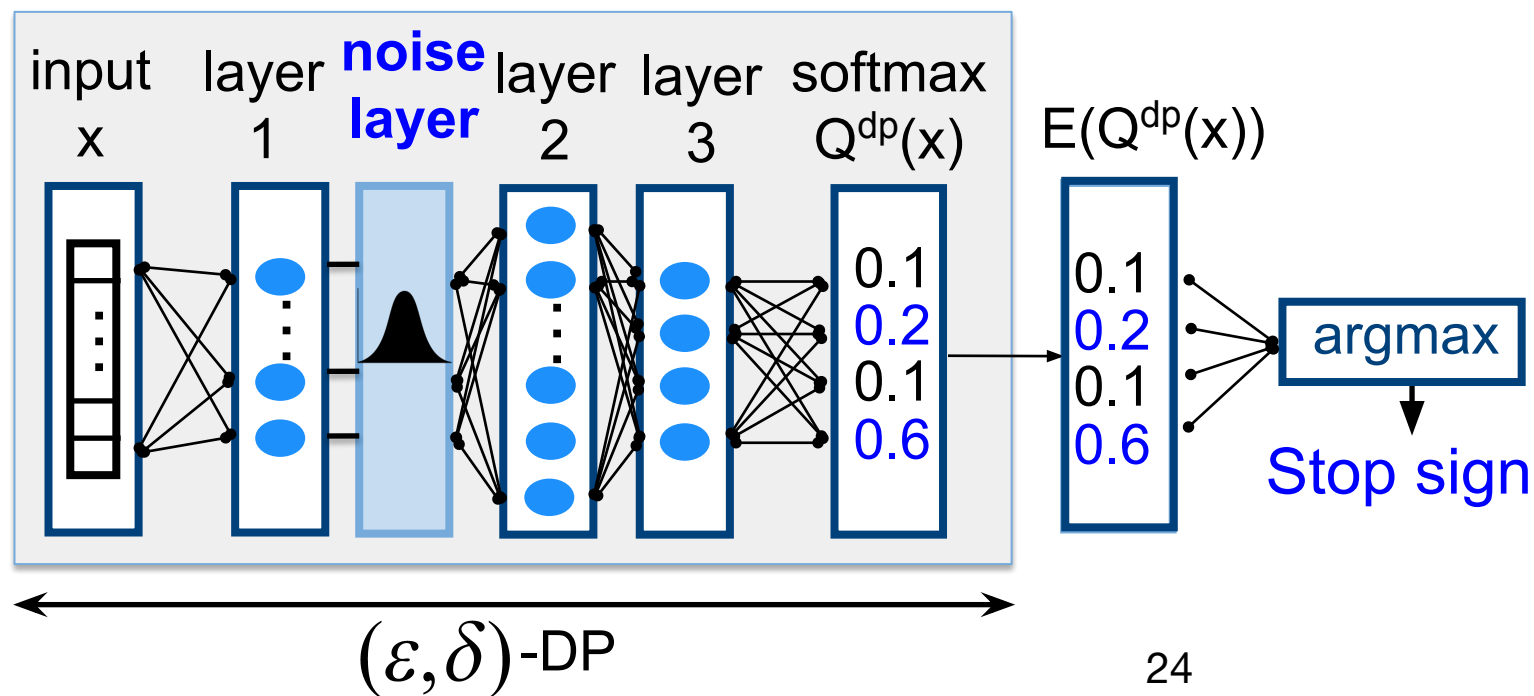 input
x
layer
1
noise
layer
layer
2
layer
3
softmax
Q^dp(x)
E(Q^dp(x))
0.1
0.2
0.1
0.6
0.1
0.2
0.1
0.6
argmax
Stop sign
(ε,δ)-DP
24